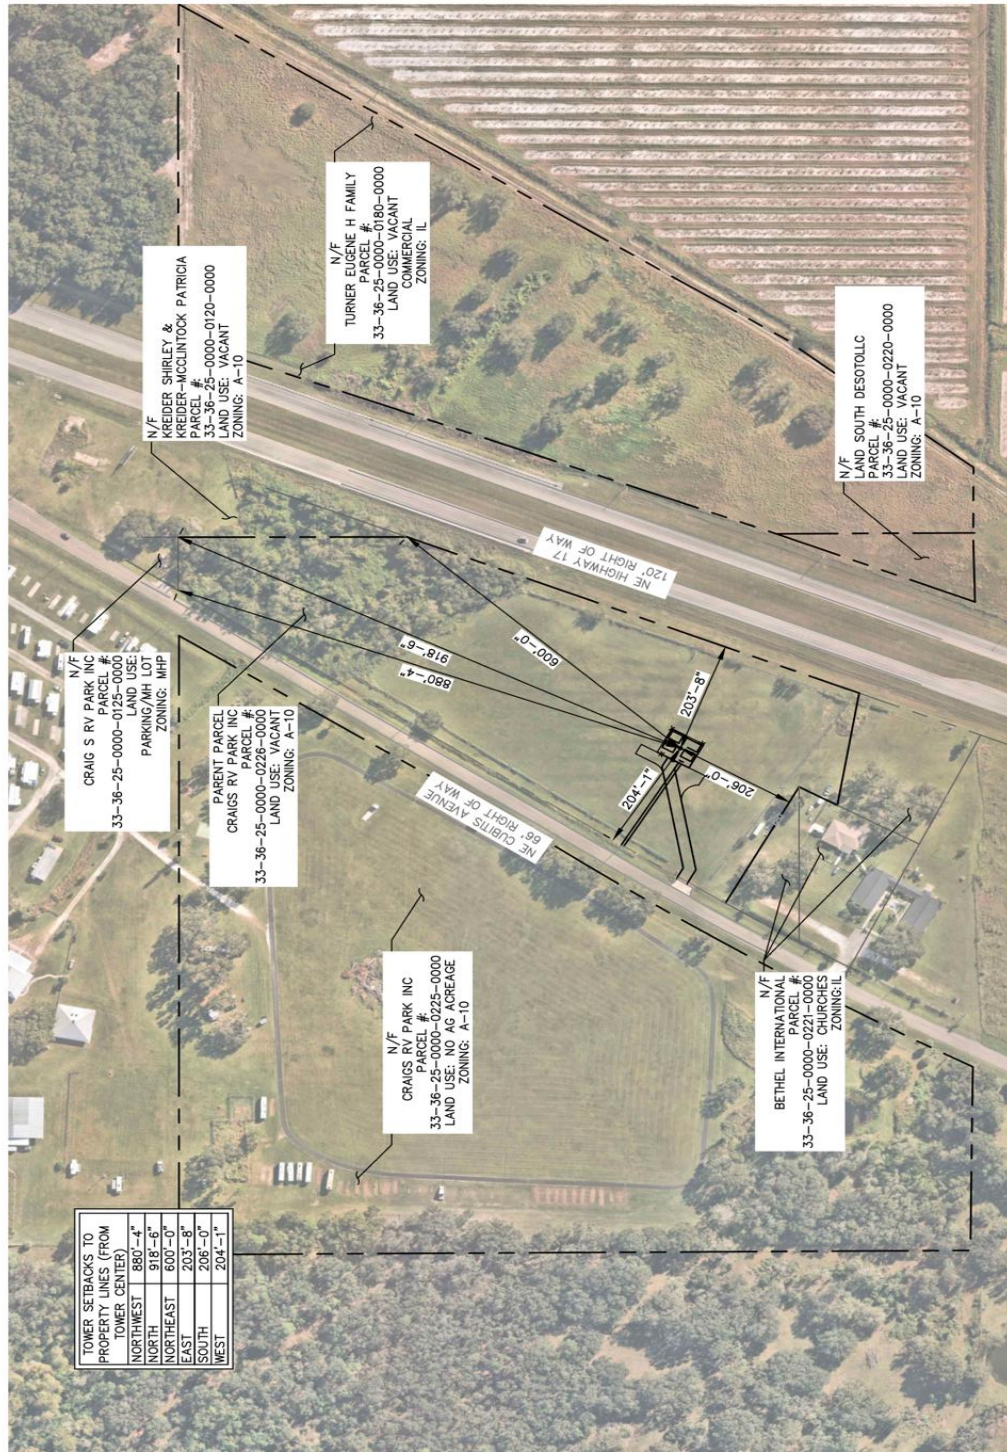 TOWER SETBACKS TO
PROPERTY LINES (FROM
TOWER CENTER)
NORTHWEST 880'-4"
NORTH 918'-6"
NORTHEAST 600'-0"
EAST 203'-8"
SOUTH 206'-0"
WEST 204'-1"
N/F
CRAIG S RV PARK INC
PARCEL #:
33-36-25-0000-0125-0000
LAND USE:
PARKING/MH LOT
ZONING: MHP
N/F
KREIDER SHIRLEY &
KREIDER-MCCLINTOCK PATRICIA
PARCEL #:
33-36-25-0000-0120-0000
LAND USE: VACANT
ZONING: A-10
PARENT PARCEL
CRAIGS RV PARK INC
PARCEL #:
33-36-25-0000-0226-0000
LAND USE: VACANT
ZONING: A-10
N/F
TURNER EUGENE H FAMILY
PARCEL #:
33-36-25-0000-0180-0000
LAND USE: VACANT
COMMERCIAL
ZONING: IL
N/F
CRAIGS RV PARK INC
PARCEL #:
33-36-25-0000-0225-0000
LAND USE: NO AG ACREAGE
ZONING: A-10
NE CUBITIS AVENUE
66' RIGHT OF WAY
880'-4"
918'-6"
600'-0"
NE HIGHWAY 17
120' RIGHT OF WAY
204'-1"
203'-8"
206'-0"
N/F
BETHEL INTERNATIONAL
PARCEL #:
33-36-25-0000-0221-0000
LAND USE: CHURCHES
ZONING:IL
N/F
LAND SOUTH DESOTOLLC
PARCEL #:
33-36-25-0000-0220-0000
LAND USE: VACANT
ZONING: A-10